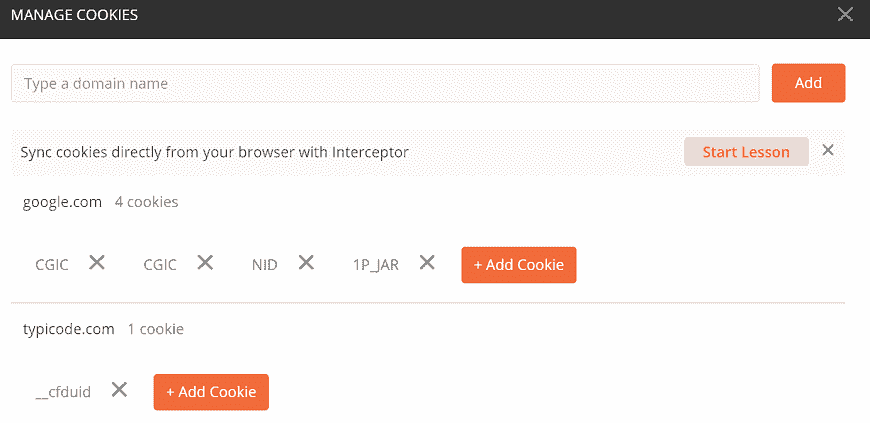 MANAGE COOKIES
Type a domain name Add
Sync cookies directly from your browser with Interceptor Start Lesson
google.com 4 cookies
CGIC CGIC NID 1P_JAR + Add Cookie
typicode.com 1 cookie
__cfduid + Add Cookie